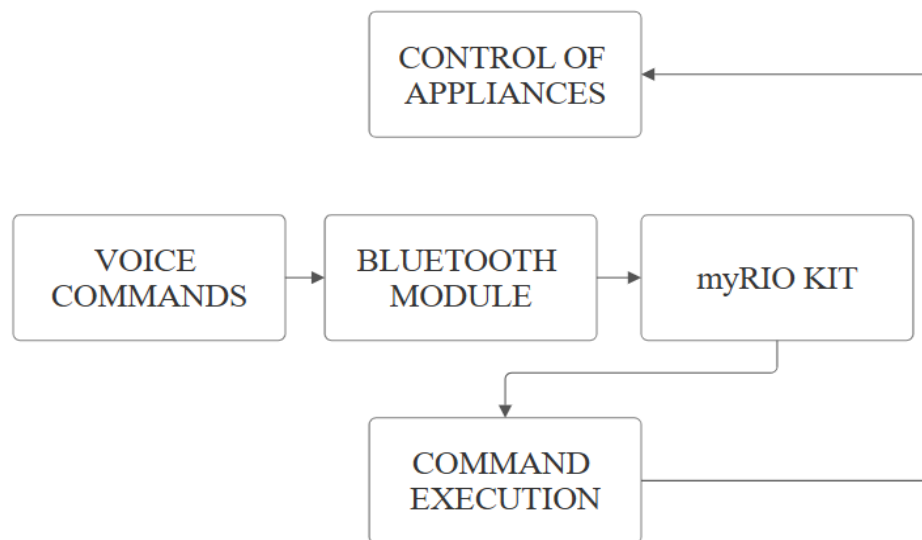 CONTROL OF
APPLIANCES
VOICE
COMMANDS
BLUETOOTH
MODULE
myRIO KIT
COMMAND
EXECUTION